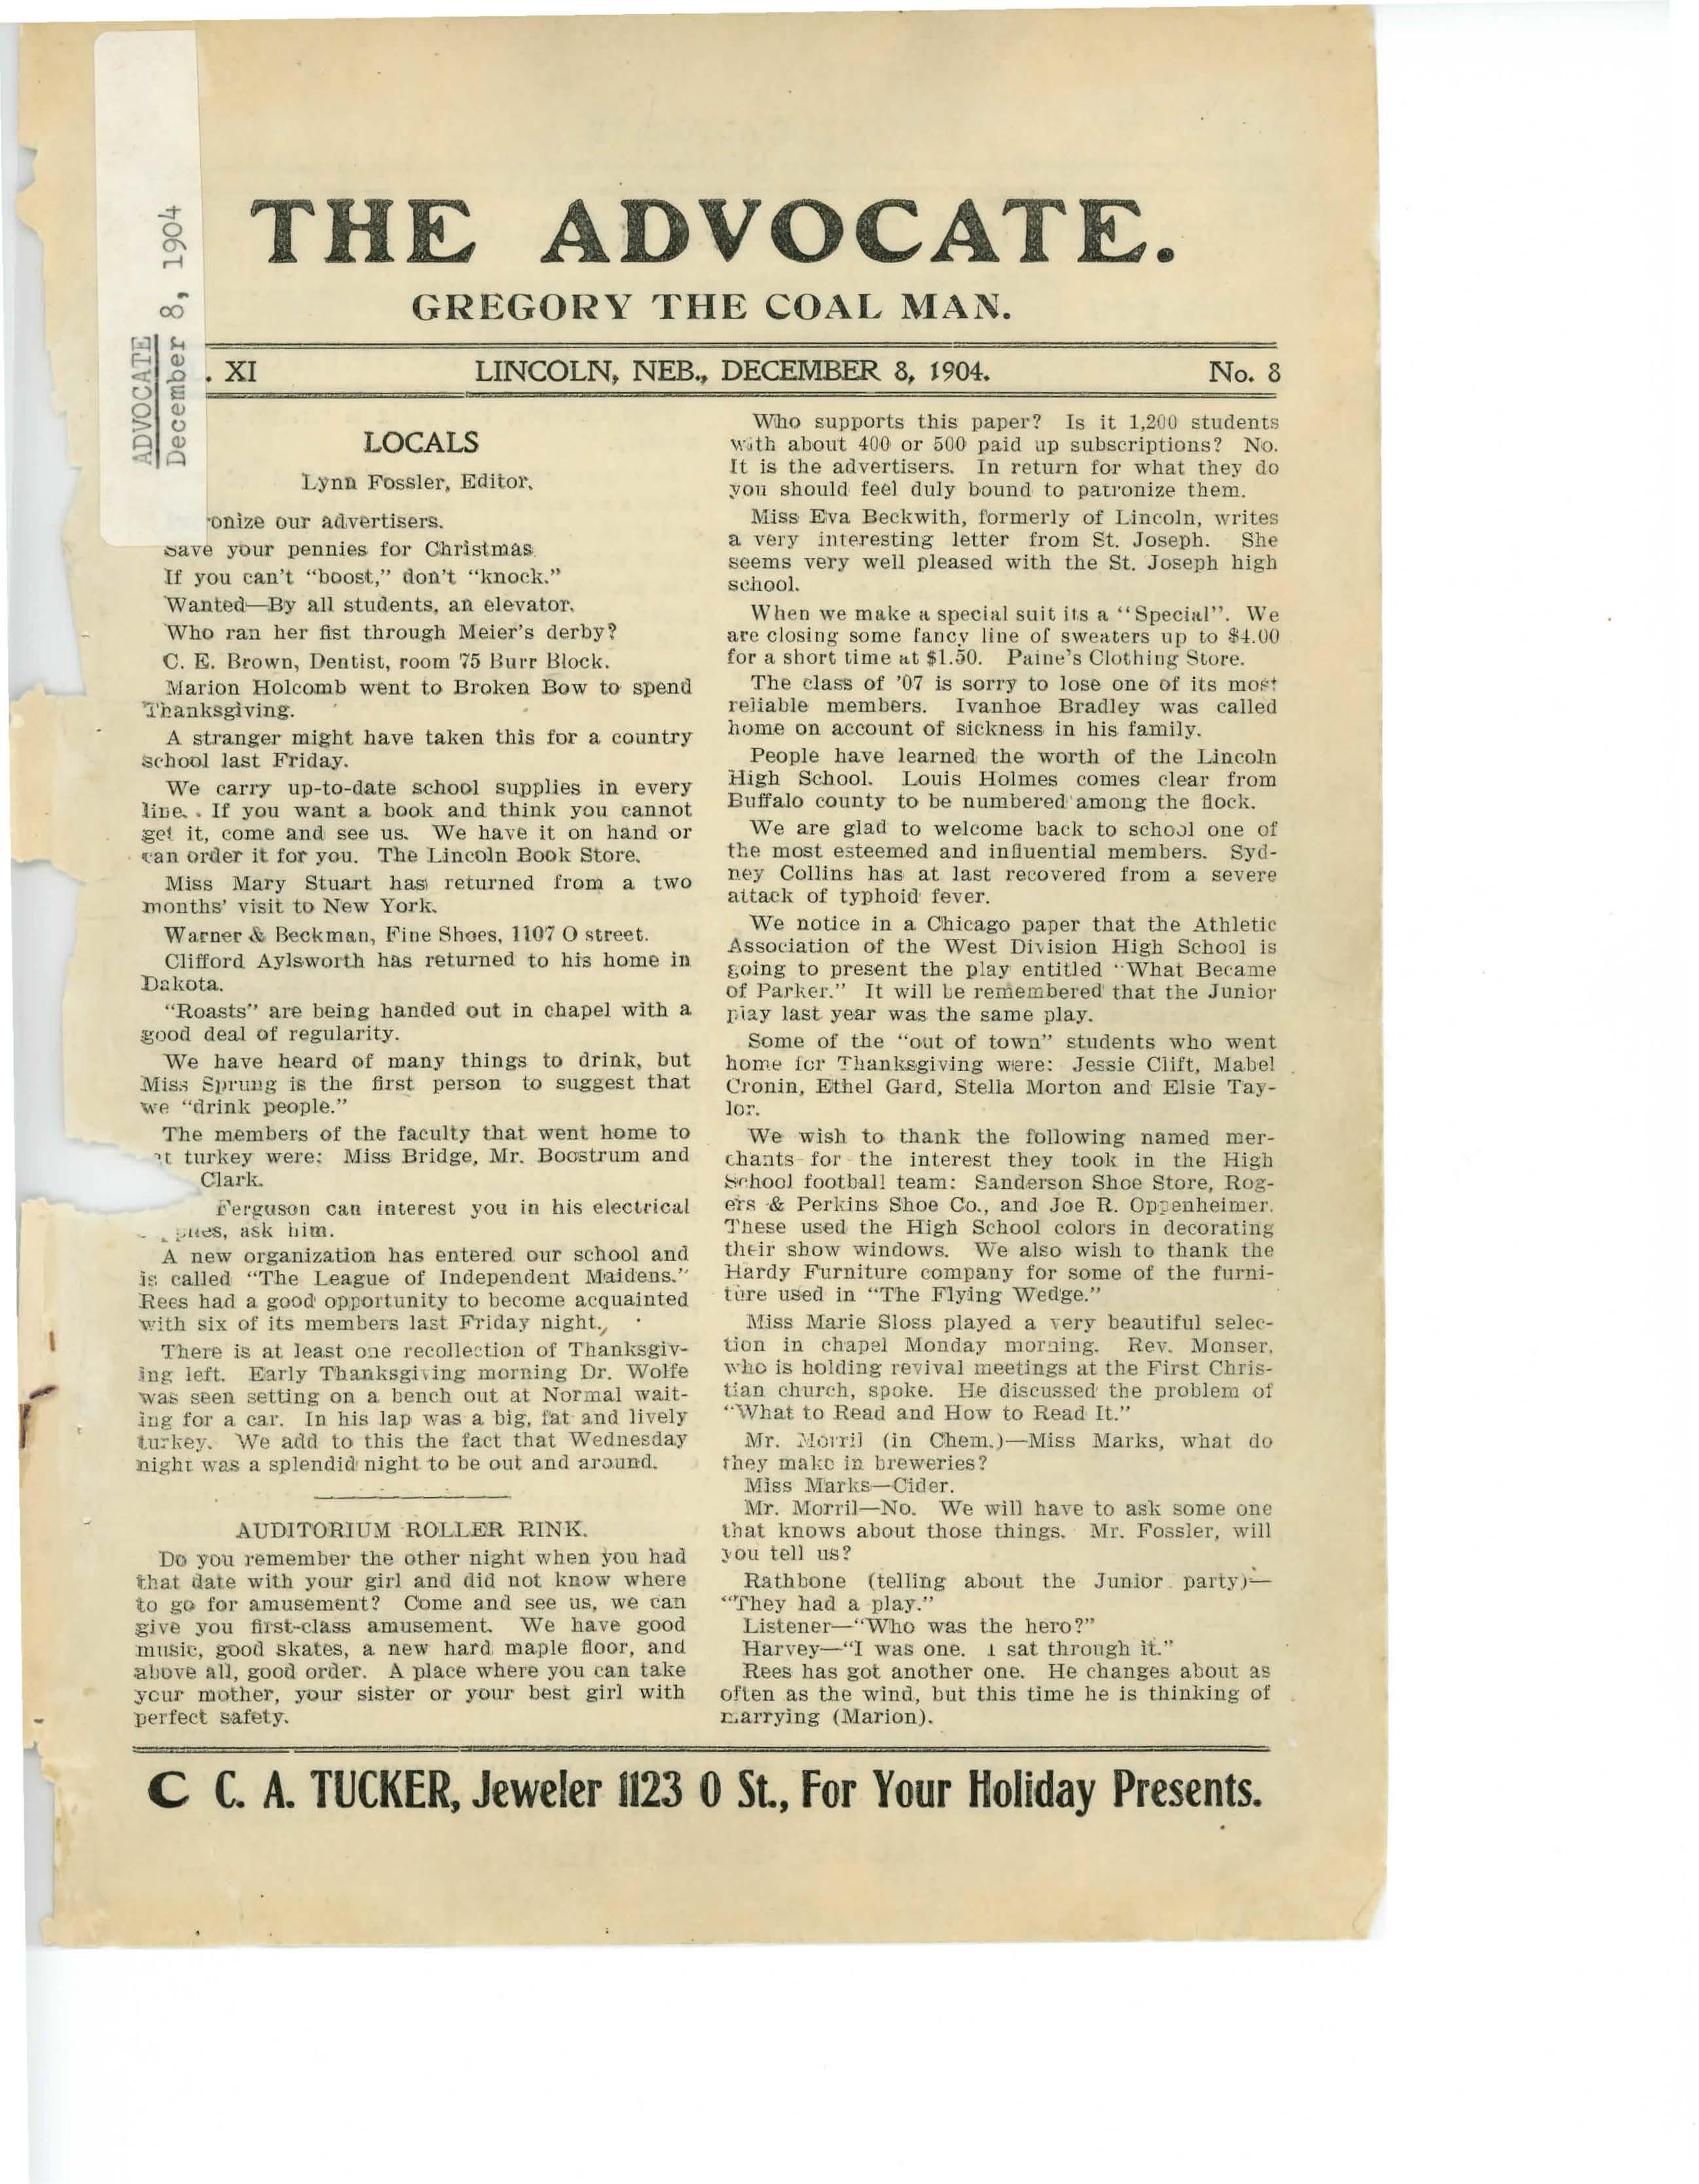 ADVOCATE
December 8, 1904
THE ADVOCATE.
GREGORY THE COAL MAN.
. XI LINCOLN, NEB., DECEMBER 8, 1904. No. 8
LOCALS
Lynn Fossler, Editor.
onize our advertisers.
Save your pennies for Christmas.
If you can't "boost," don't "knock."
Wanted—By all students, an elevator.
Who ran her fist through Meier's derby?
C. E. Brown, Dentist, room 75 Burr Block.
Marion Holcomb went to Broken Bow to spend
Thanksgiving.
A stranger might have taken this for a country
school last Friday.
We carry up-to-date school supplies in every
line. . If you want a book and think you cannot
get it, come and see us. We have it on hand or
can order it for you. The Lincoln Book Store.
Miss Mary Stuart has returned from a two
months' visit to New York.
Warner & Beckman, Fine Shoes, 1107 O street.
Clifford Aylsworth has returned to his home in
Dakota.
"Roasts" are being handed out in chapel with a
good deal of regularity.
We have heard of many things to drink, but
Miss Sprung is the first person to suggest that
we "drink people."
The members of the faculty that went home to
turkey were: Miss Bridge, Mr. Boostrum and
Clark.
Ferguson can interest you in his electrical
ask him.
A new organization has entered our school and
is called "The League of Independent Maidens."
Rees had a good opportunity to become acquainted
with six of its members last Friday night.
There is at least one recollection of Thanksgiv-
ing left. Early Thanksgiving morning Dr. Wolfe
was seen setting on a bench out at Normal wait-
ing for a car. In his lap was a big, fat and lively
turkey. We add to this the fact that Wednesday
night was a splendid night to be out and around.
AUDITORIUM ROLLER RINK.
Do you remember the other night when you had
that date with your girl and did not know where
to go for amusement? Come and see us, we can
give you first-class amusement. We have good
music, good skates, a new hard maple floor, and
above all, good order. A place where you can take
your mother, your sister or your best girl with
perfect safety.
Who supports this paper? Is it 1,200 students
with about 400 or 500 paid up subscriptions? No.
It is the advertisers. In return for what they do
you should feel duly bound to patronize them.
Miss Eva Beckwith, formerly of Lincoln, writes
a very interesting letter from St. Joseph. She
seems very well pleased with the St. Joseph high
school.
When we make a special suit its a "Special". We
are closing some fancy line of sweaters up to $4.00
for a short time at $1.50. Paine's Clothing Store.
The class of '07 is sorry to lose one of its most
reliable members. Ivanhoe Bradley was called
home on account of sickness in his family.
People have learned the worth of the Lincoln
High School. Louis Holmes comes clear from
Buffalo county to be numbered among the flock.
We are glad to welcome back to school one of
the most esteemed and influential members. Syd-
ney Collins has at last recovered from a severe
attack of typhoid fever.
We notice in a Chicago paper that the Athletic
Association of the West Division High School is
going to present the play entitled "What Became
of Parker." It will be remembered that the Junior
play last year was the same play.
Some of the "out of town" students who went
home for Thanksgiving were: Jessie Clift, Mabel
Cronin, Ethel Gard, Stella Morton and Elsie Tay-
lor.
We wish to thank the following named mer-
chants for the interest they took in the High
School football team: Sanderson Shoe Store, Rog-
ers & Perkins Shoe Co., and Joe R. Oppenheimer.
These used the High School colors in decorating
their show windows. We also wish to thank the
Hardy Furniture company for some of the furni-
ture used in "The Flying Wedge."
Miss Marie Sloss played a very beautiful selec-
tion in chapel Monday morning. Rev. Monser,
who is holding revival meetings at the First Chris-
tian church, spoke. He discussed the problem of
"What to Read and How to Read It."
Mr. Morril (in Chem.)—Miss Marks, what do
they make in breweries?
Miss Marks—Cider.
Mr. Morril—No. We will have to ask some one
that knows about those things. Mr. Fossler, will
you tell us?
Rathbone (telling about the Junior party)—
"They had a play."
Listener—"Who was the hero?"
Harvey—"I was one. I sat through it."
Rees has got another one. He changes about as
often as the wind, but this time he is thinking of
marrying (Marion).
C C. A. TUCKER, Jeweler 1123 O St., For Your Holiday Presents.